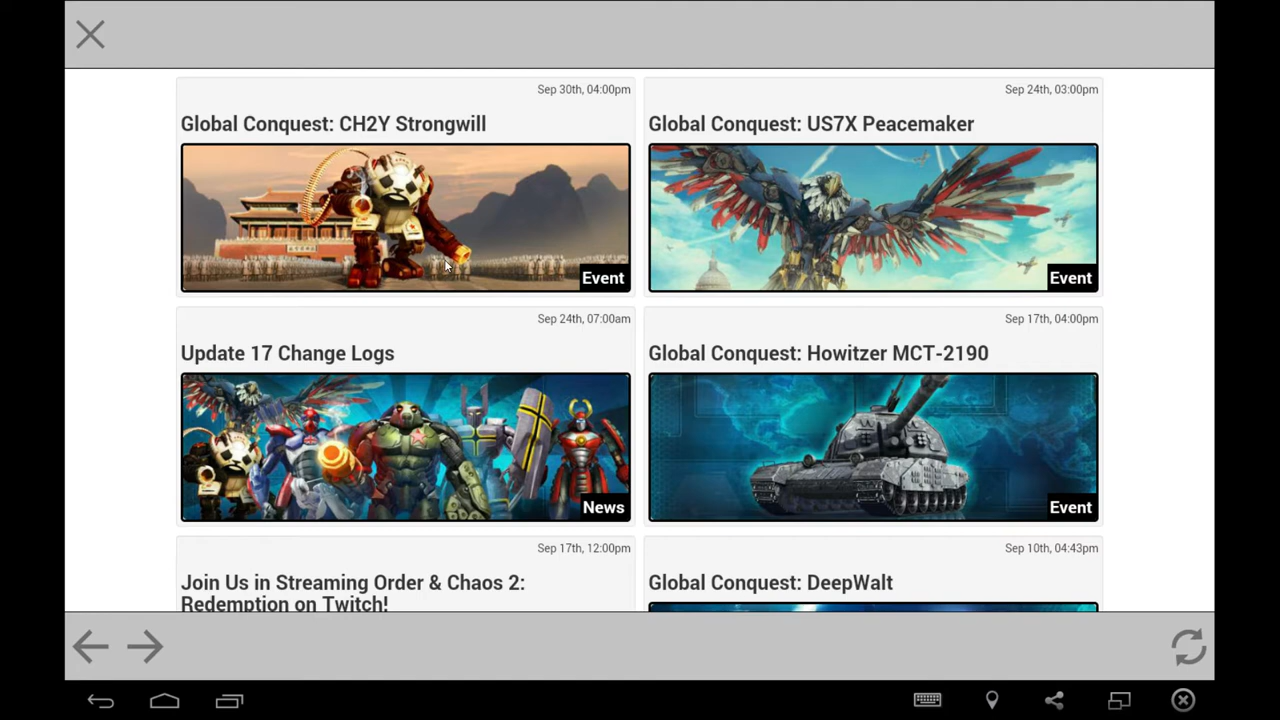 Sep 30th, 04:00pm
Global Conquest: CH2Y Strongwill
Event
Sep 24th, 03:00pm
Global Conquest: US7X Peacemaker
Event
Sep 24th, 07:00am
Update 17 Change Logs
News
Sep 17th, 04:00pm
Global Conquest: Howitzer MCT-2190
Event
Sep 17th, 12:00pm
Join Us in Streaming Order & Chaos 2:
Redemption on Twitch!
Sep 10th, 04:43pm
Global Conquest: DeepWalt